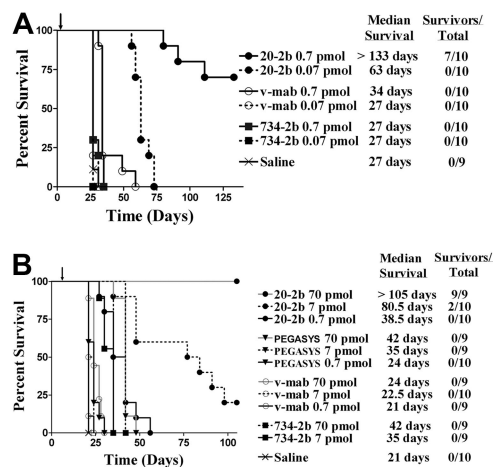 A
Percent Survival
100
80
60
40
20
0
0 25 50 75 100 125
Time (Days)
Median Survival Survivors/ Total
20-2b 0.7 pmol > 133 days 7/10
20-2b 0.07 pmol 63 days 0/10
v-mab 0.7 pmol 34 days 0/10
v-mab 0.07 pmol 27 days 0/10
734-2b 0.7 pmol 27 days 0/10
734-2b 0.07 pmol 27 days 0/10
Saline 27 days 0/9
B
Percent Survival
100
50
0
0 25 50 75 100
Time (Days)
Median Survival Survivors/ Total
20-2b 70 pmol > 105 days 9/9
20-2b 7 pmol 80.5 days 2/10
20-2b 0.7 pmol 38.5 days 0/10
PEGASYS 70 pmol 42 days 0/9
PEGASYS 7 pmol 35 days 0/9
PEGASYS 0.7 pmol 24 days 0/10
v-mab 70 pmol 24 days 0/9
v-mab 7 pmol 22.5 days 0/10
v-mab 0.7 pmol 21 days 0/9
734-2b 70 pmol 42 days 0/9
734-2b 7 pmol 35 days 0/9
Saline 21 days 0/10